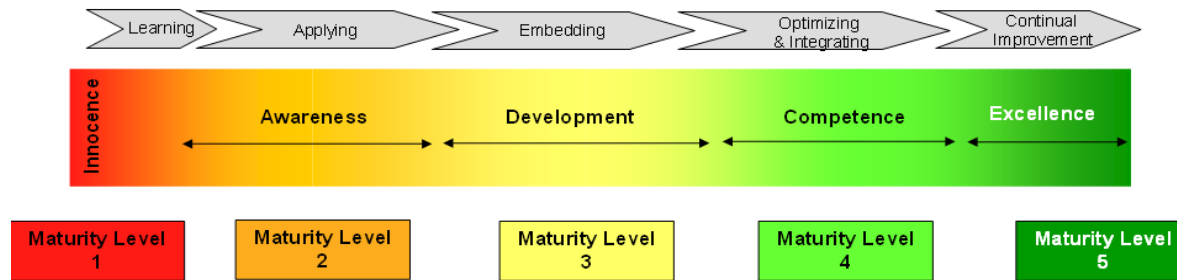 Learning
Applying
Embedding
Optimizing
& Integrating
Continual
Improvement
Innocence
Awareness
Development
Competence
Excellence
Maturity Level
1
Maturity Level
2
Maturity Level
3
Maturity Level
4
Maturity Level
5